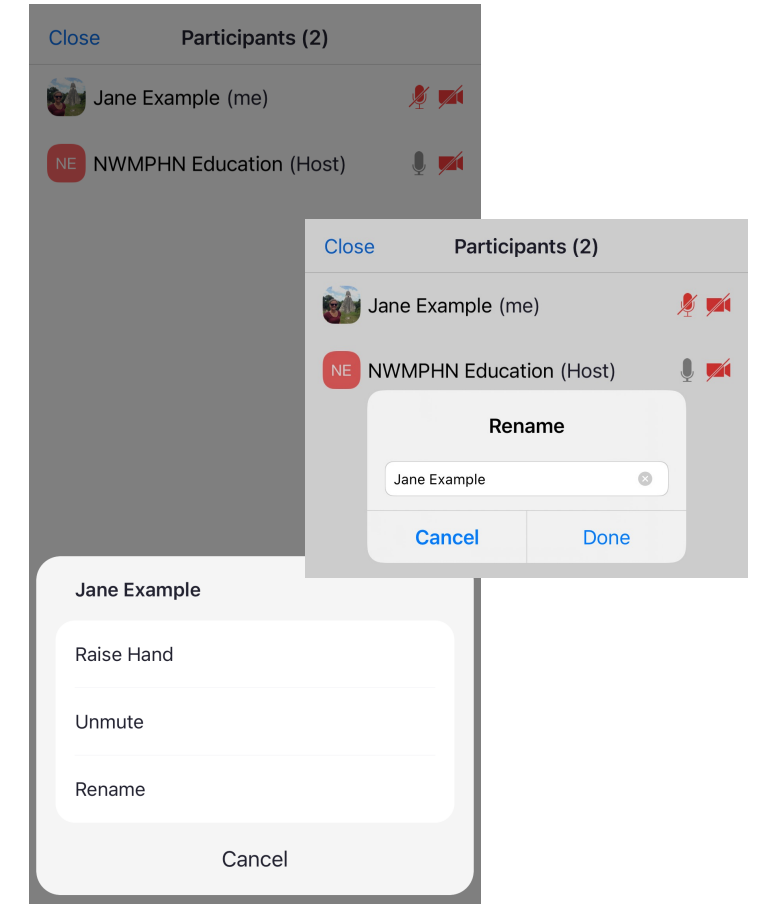 Close Participants (2)
Jane Example (me)
NE NWMPHN Education (Host)
Close Participants (2)
Jane Example (me)
NE NWMPHN Education (Host)
Rename
Jane Example
Cancel Done
Jane Example
Raise Hand
Unmute
Rename
Cancel